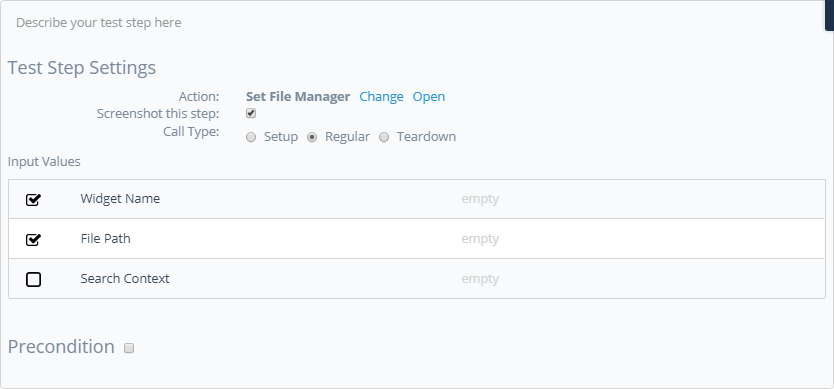 Describe your test step here
Test Step Settings
Action: Set File Manager Change Open
Screenshot this step:
Call Type: Setup Regular Teardown
Input Values
Widget Name empty
File Path empty
Search Context empty
Precondition